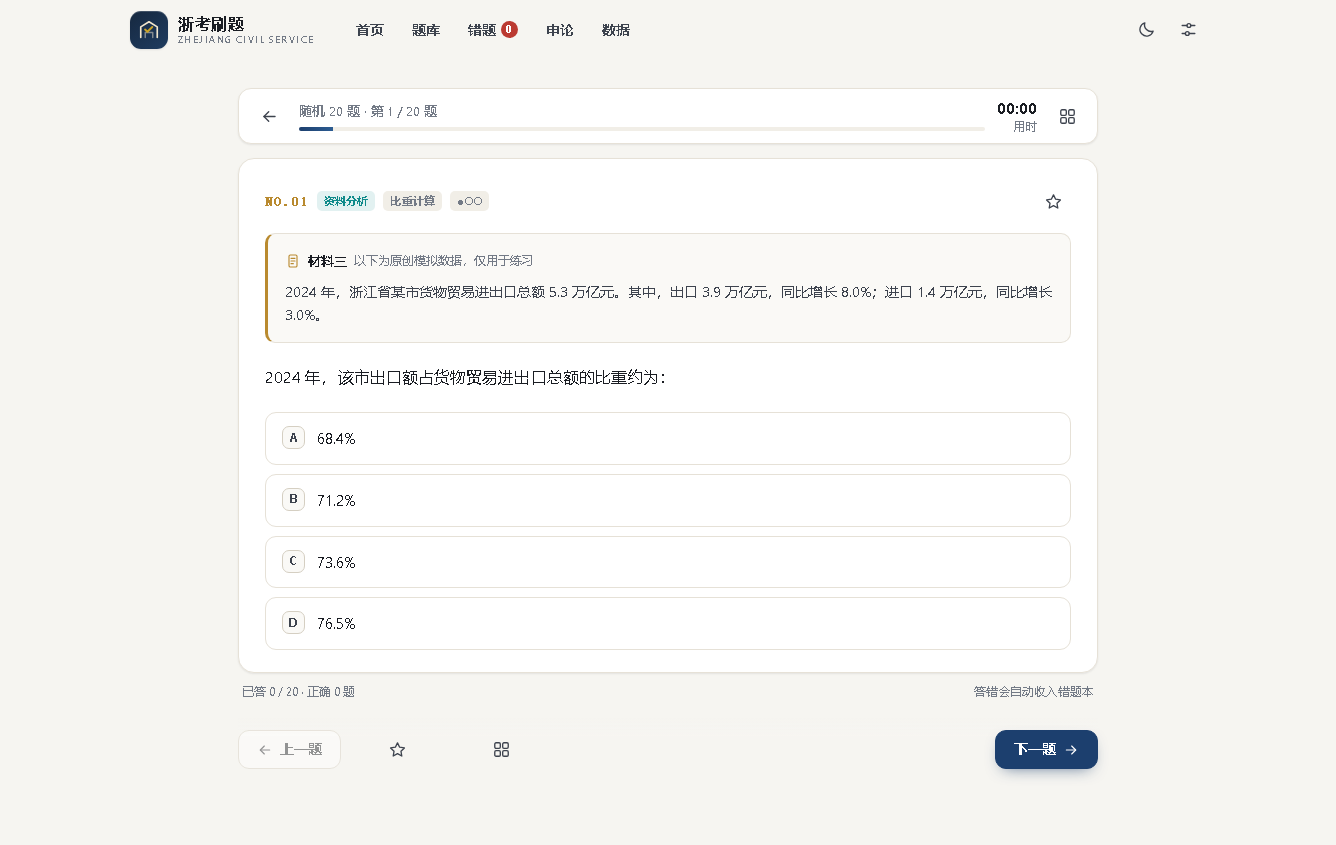 浙考刷题
ZHEJIANG CIVIL SERVICE
首页 题库 错题 0 申论 数据
随机 20 题 · 第 1 / 20 题
00:00
用时
NO.01 资料分析 比重计算 ●○○
材料三 以下为原创模拟数据，仅用于练习
2024 年，浙江省某市货物贸易进出口总额 5.3 万亿元。其中，出口 3.9 万亿元，同比增长 8.0%；进口 1.4 万亿元，同比增长
3.0%。
2024 年，该市出口额占货物贸易进出口总额的比重约为：
A 68.4%
B 71.2%
C 73.6%
D 76.5%
已答 0 / 20 · 正确 0 题
答错会自动收入错题本
← 上一题
下一题 →